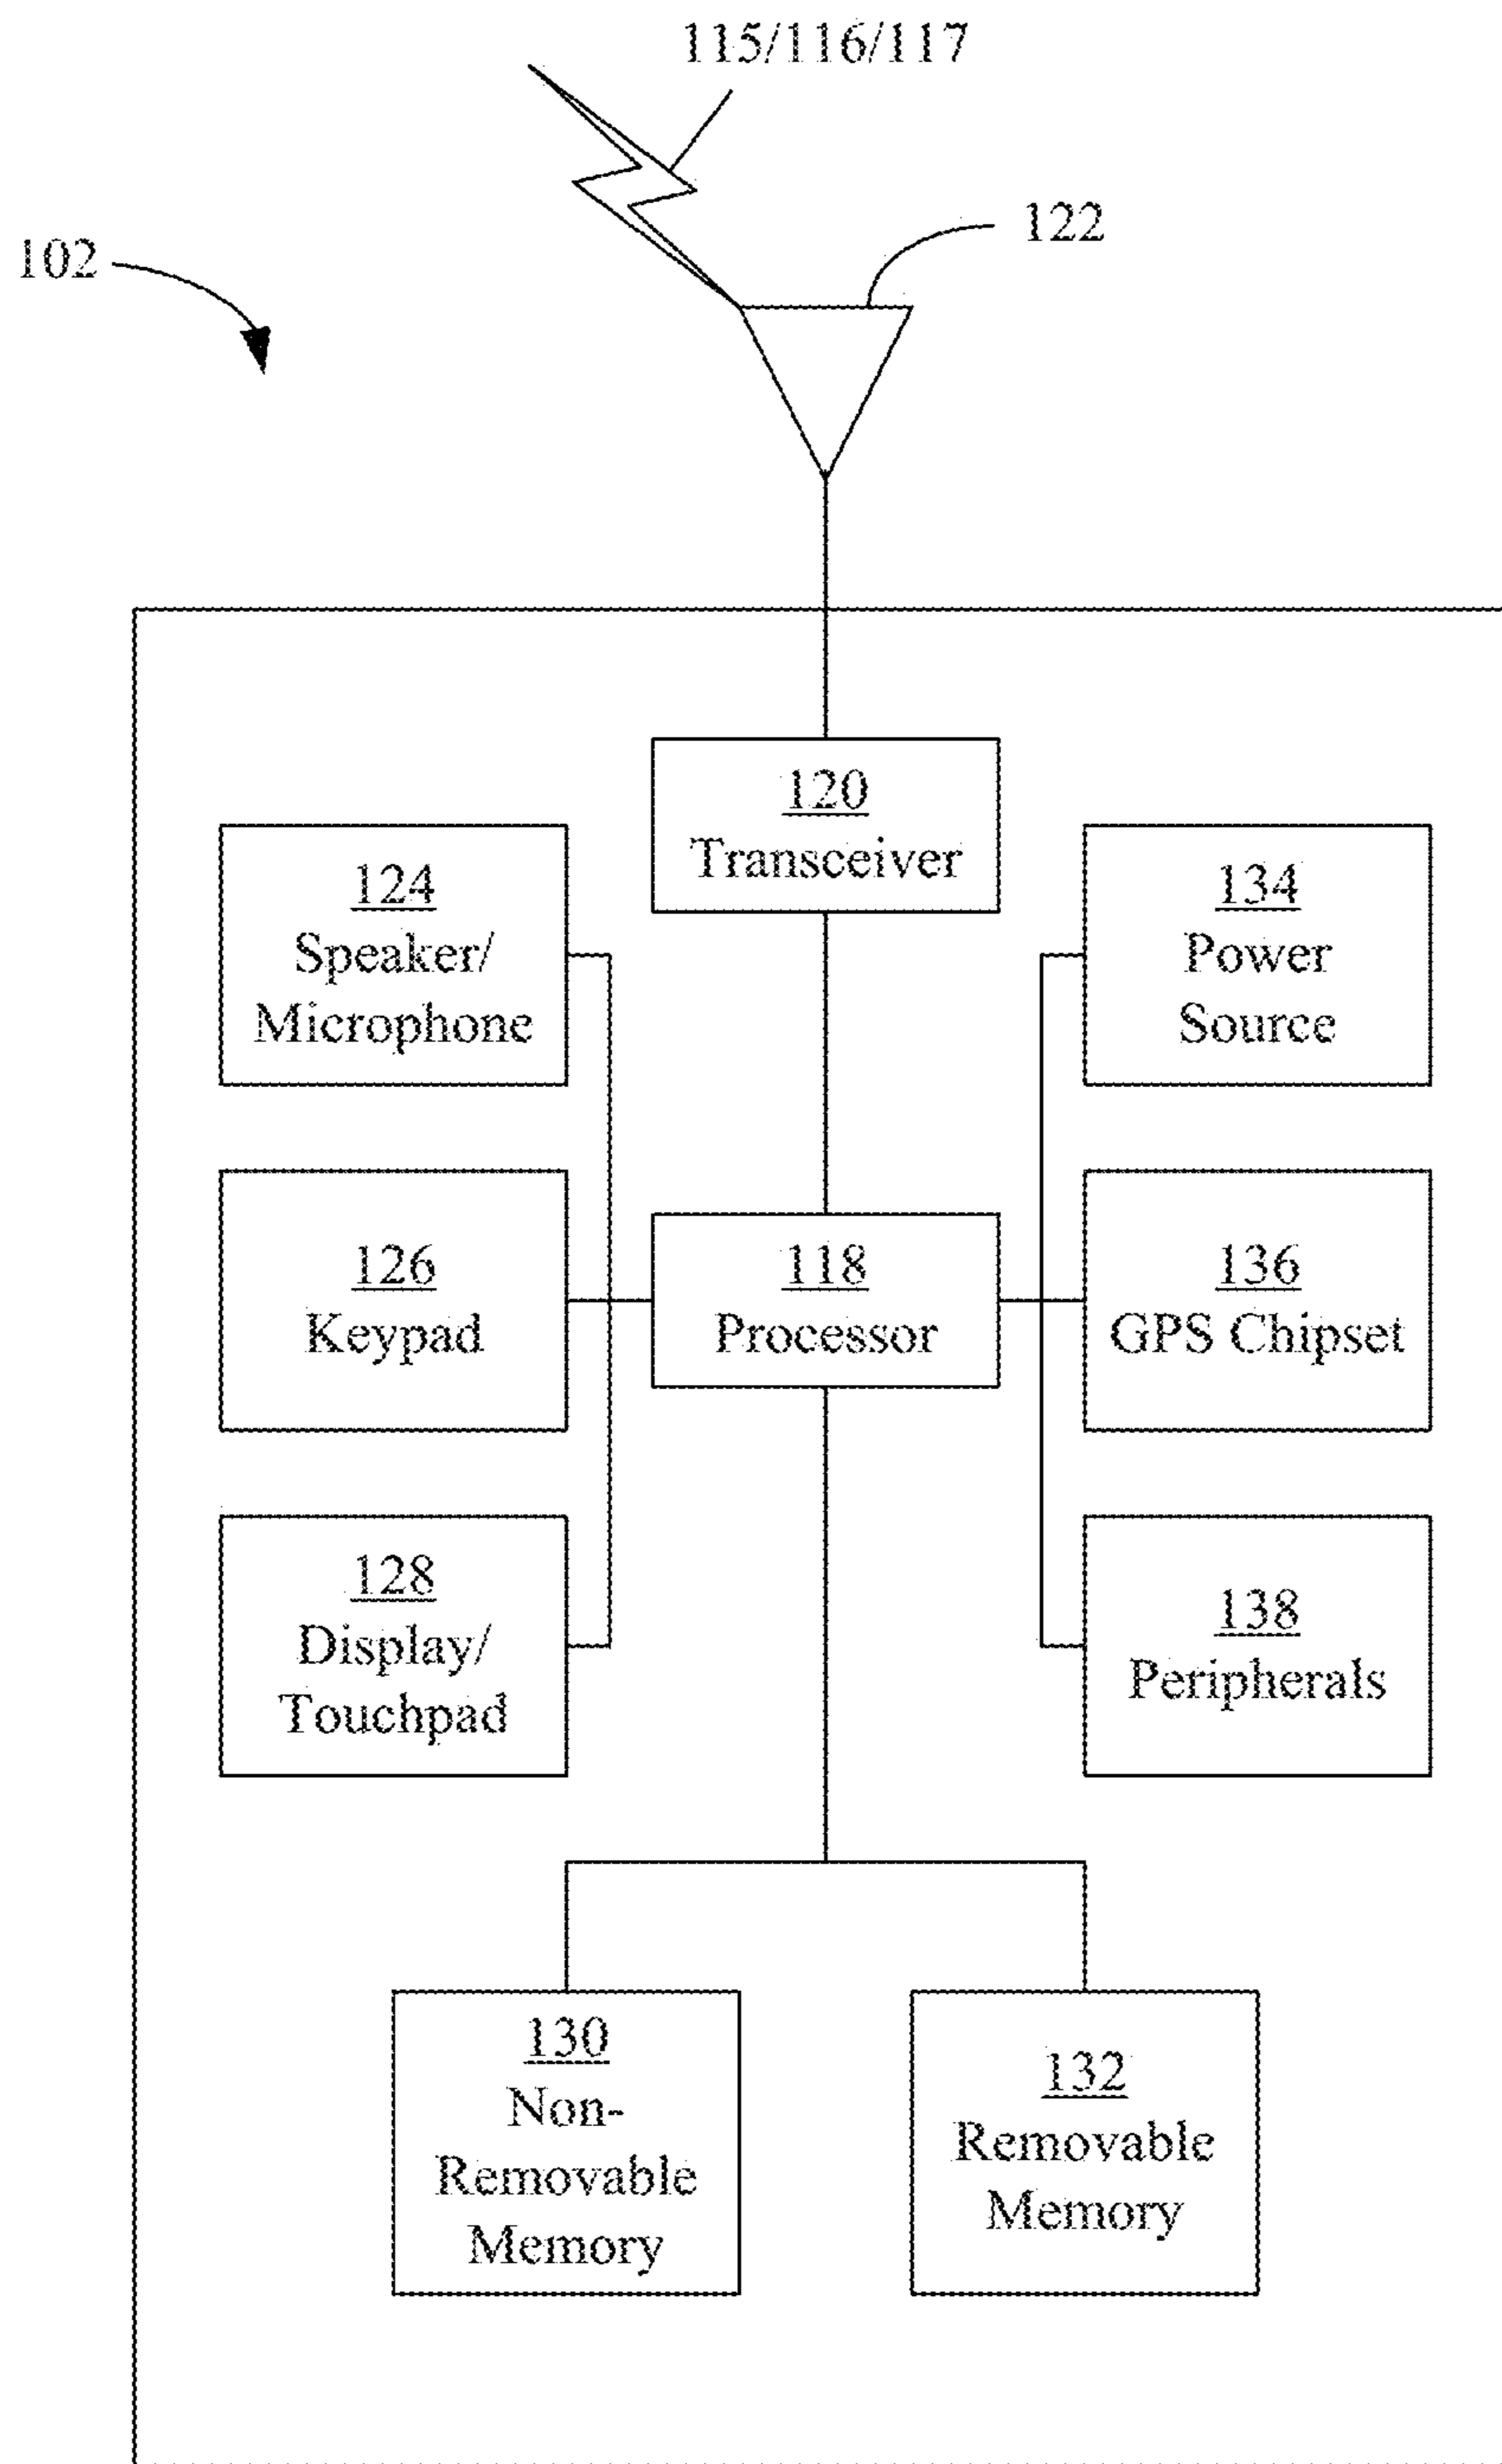 115/116/117
122
102
120
Transceiver
124
Speaker/
Microphone
134
Power
Source
126
Keypad
118
Processor
136
GPS Chipset
128
Display/
Touchpad
138
Peripherals
130
Non-
Removable
Memory
132
Removable
Memory